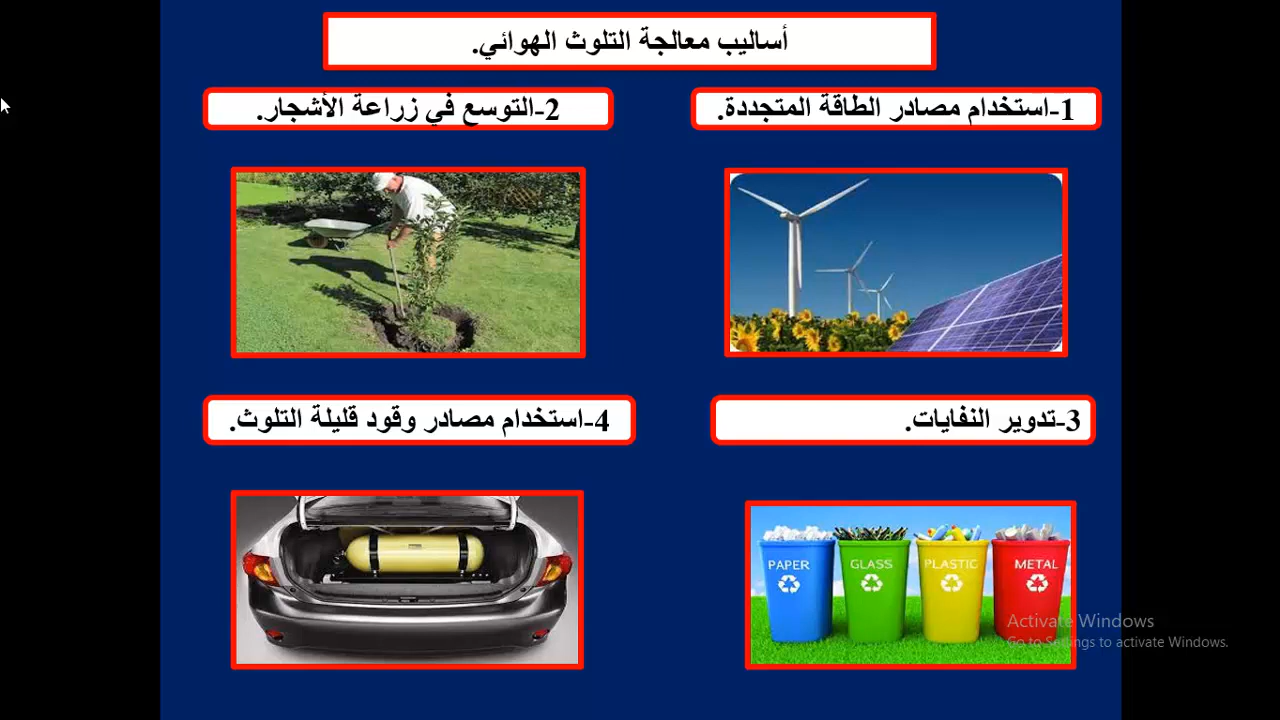 أساليب معالجة التلوث الهوائي.
1-استخدام مصادر الطاقة المتجددة.
2-التوسع في زراعة الأشجار.
3-تدوير النفايات.
4-استخدام مصادر وقود قليلة التلوث.
PAPER
GLASS
PLASTIC
METAL
Activate Windows
Go to Settings to activate Windows.